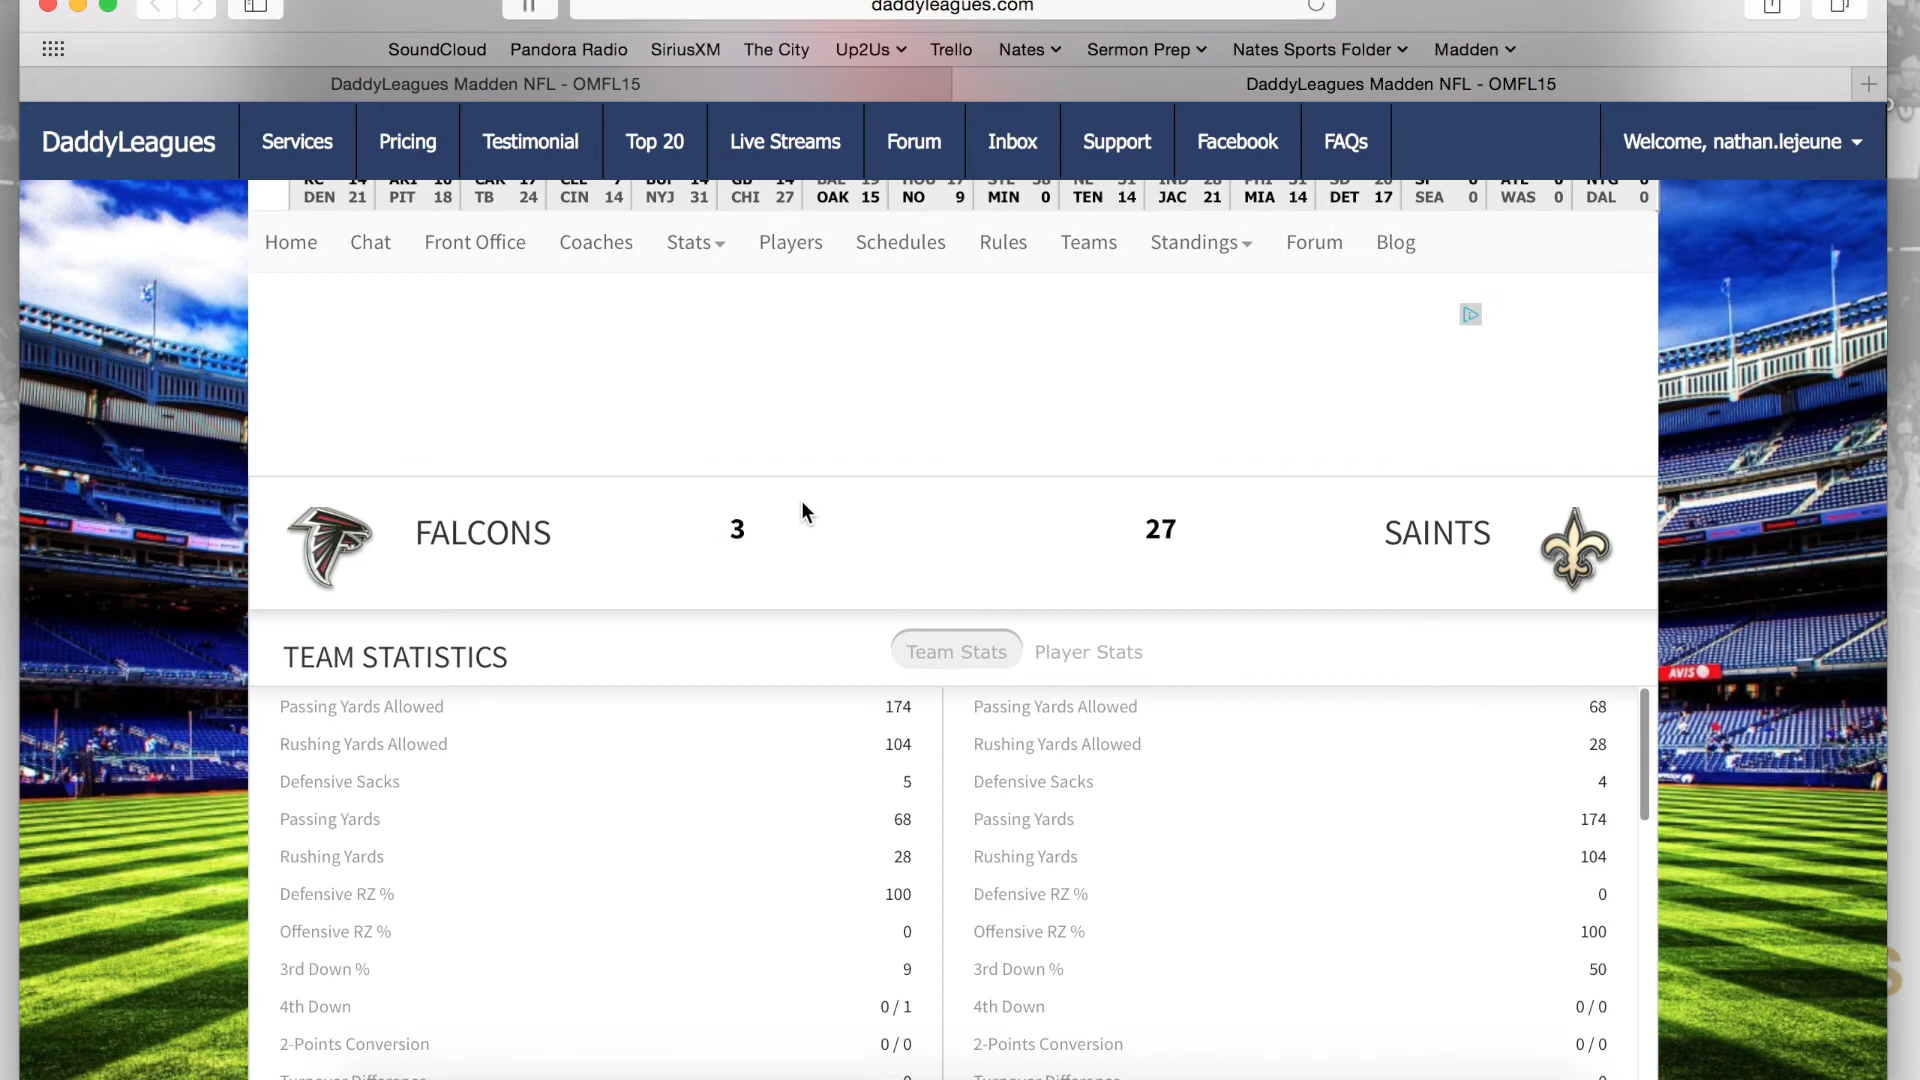 daddyleagues.com
SoundCloud Pandora Radio SiriusXM The City Up2Us Trello Nates Sermon Prep Nates Sports Folder Madden
DaddyLeagues Madden NFL - OMFL15 DaddyLeagues Madden NFL - OMFL15
DaddyLeagues Services Pricing Testimonial Top 20 Live Streams Forum Inbox Support Facebook FAQs Welcome, nathan.lejeune
DEN 21 PIT 18 TB 24 CIN 14 NYJ 31 CHI 27 OAK 15 NO 9 MIN 0 TEN 14 JAC 21 MIA 14 DET 17 SEA 0 WAS 0 DAL 0
Home Chat Front Office Coaches Stats Players Schedules Rules Teams Standings Forum Blog
FALCONS 3 27 SAINTS
TEAM STATISTICS Team Stats Player Stats
Passing Yards Allowed 174 Passing Yards Allowed 68
Rushing Yards Allowed 104 Rushing Yards Allowed 28
Defensive Sacks 5 Defensive Sacks 4
Passing Yards 68 Passing Yards 174
Rushing Yards 28 Rushing Yards 104
Defensive RZ % 100 Defensive RZ % 0
Offensive RZ % 0 Offensive RZ % 100
3rd Down % 9 3rd Down % 50
4th Down 0 / 1 4th Down 0 / 0
2-Points Conversion 0 / 0 2-Points Conversion 0 / 0
AVIS